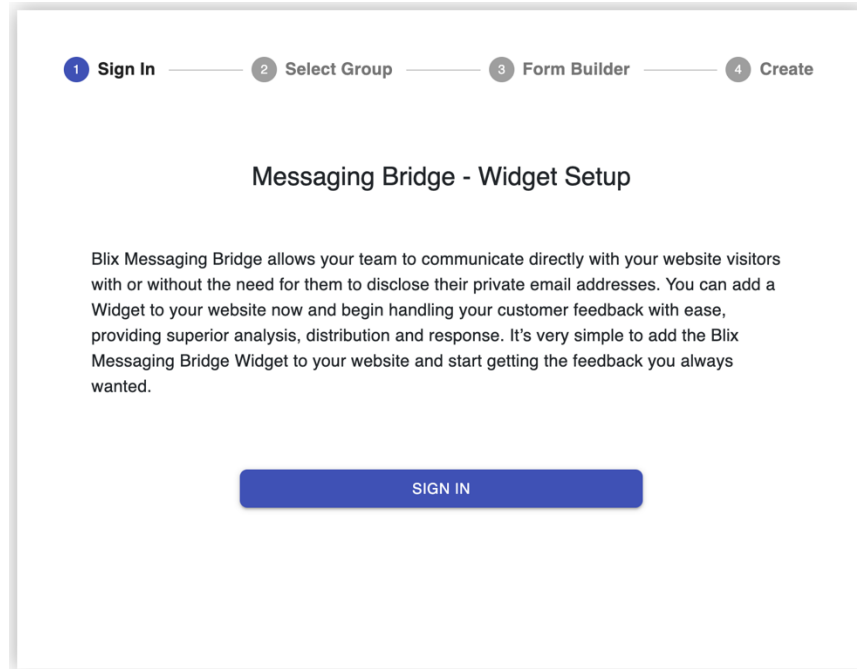 1 Sign In 2 Select Group 3 Form Builder 4 Create
Messaging Bridge - Widget Setup
Blix Messaging Bridge allows your team to communicate directly with your website visitors
with or without the need for them to disclose their private email addresses. You can add a
Widget to your website now and begin handling your customer feedback with ease,
providing superior analysis, distribution and response. It’s very simple to add the Blix
Messaging Bridge Widget to your website and start getting the feedback you always
wanted.
SIGN IN